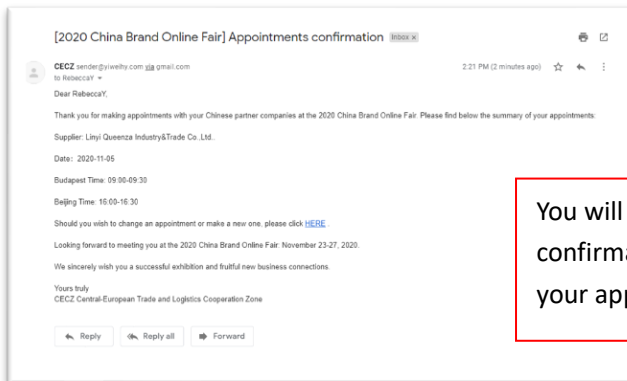 [2020 China Brand Online Fair] Appointments confirmation Inbox x
CECZ sender@yiwelhy.com via gmail.com 2:21 PM (2 minutes ago)
to RebeccaY
Dear RebeccaY,
Thank you for making appointments with your Chinese partner companies at the 2020 China Brand Online Fair. Please find below the summary of your appointments:
Supplier: Linyi Queenza Industry&Trade Co.,Ltd.
Date: 2020-11-05
Budapest Time: 09:00-09:30
Beijing Time: 16:00-16:30
Should you wish to change an appointment or make a new one, please click HERE .
Looking forward to meeting you at the 2020 China Brand Online Fair: November 23-27, 2020.
We sincerely wish you a successful exhibition and fruitful new business connections.
Yours truly
CECZ Central-European Trade and Logistics Cooperation Zone
Reply Reply all Forward
You will
confirma
your app